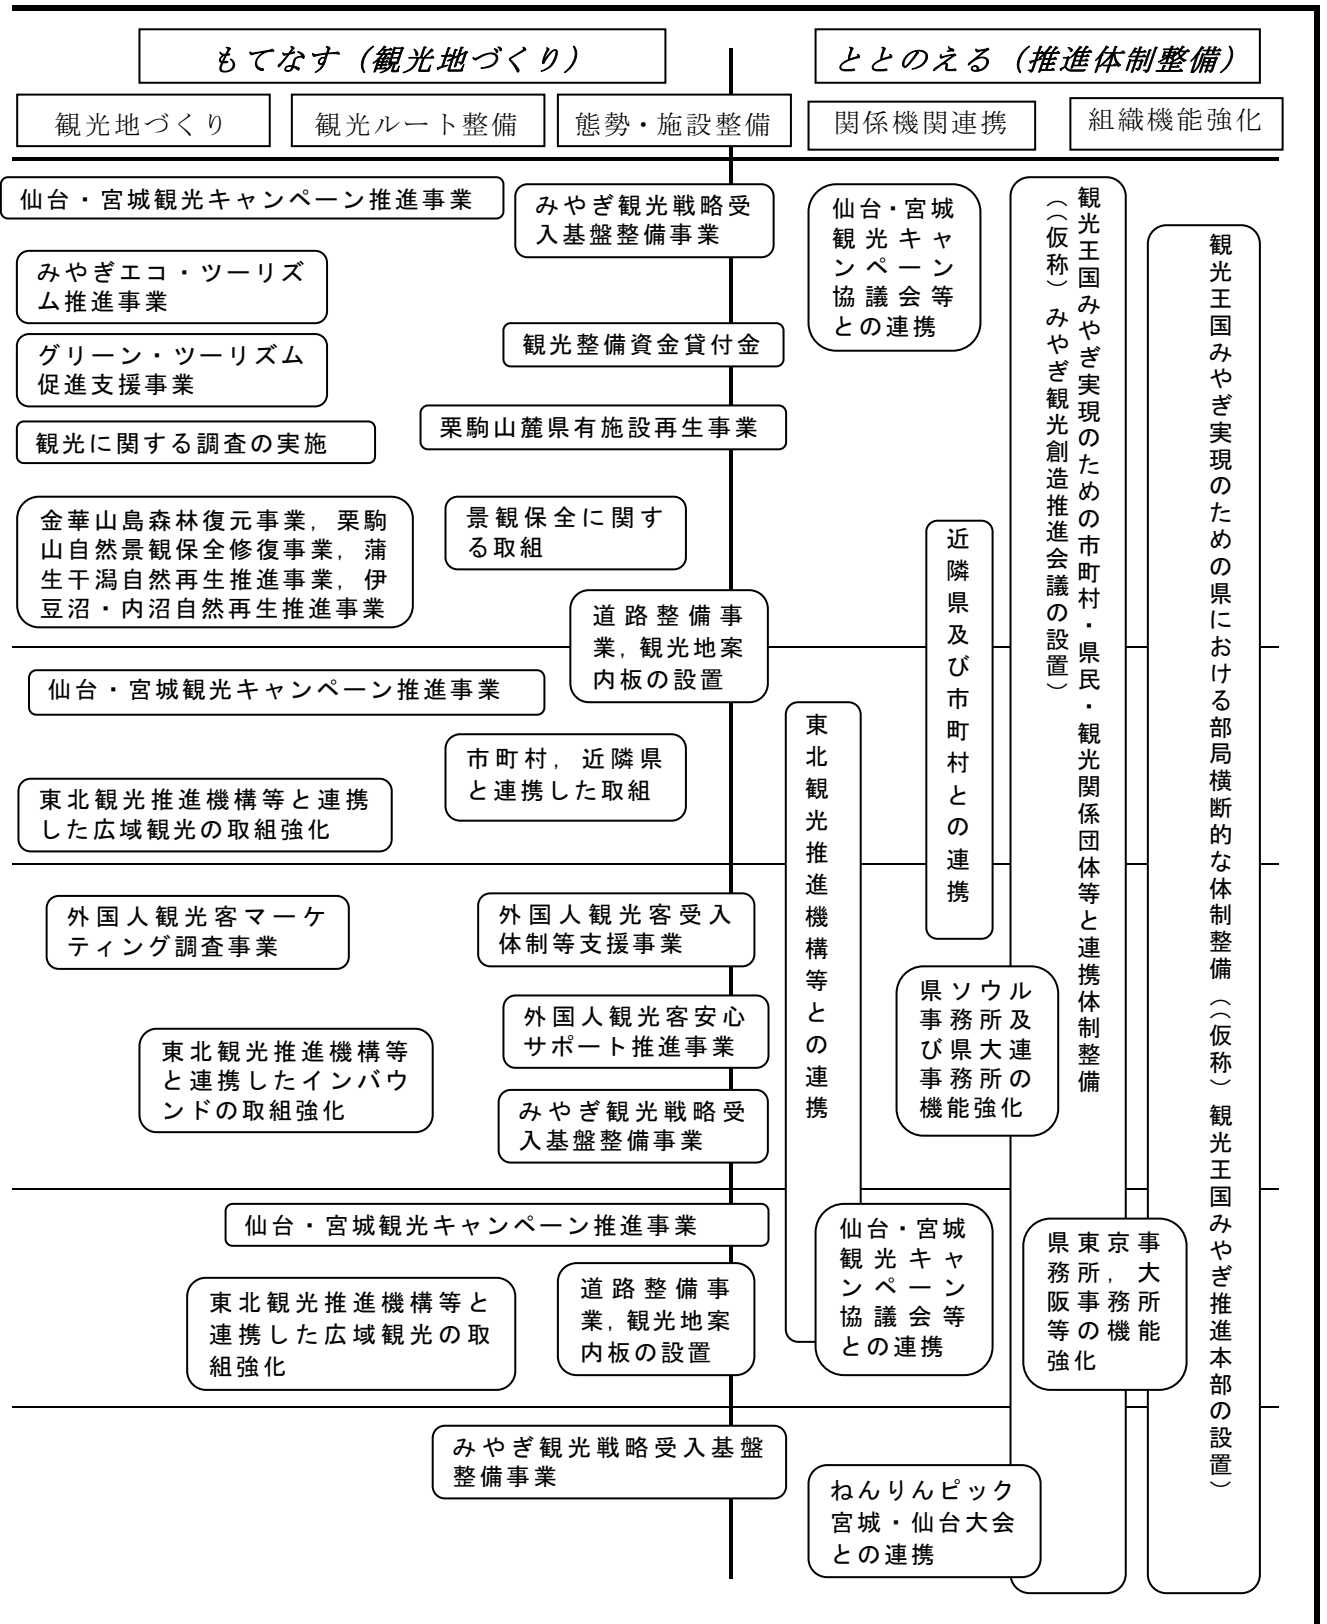 もてなす（観光地づくり）
ととのえる（推進体制整備）
観光地づくり
観光ルート整備
態勢・施設整備
関係機関連携
組織機能強化
仙台・宮城観光キャンペーン推進事業
みやぎ観光戦略受
入基盤整備事業
みやぎエコ・ツーリズ
ム推進事業
グリーン・ツーリズム
促進支援事業
観光整備資金貸付金
観光に関する調査の実施
栗駒山麓県有施設再生事業
金華山島森林復元事業，栗駒
山自然景観保全修復事業，蒲
生干潟自然再生推進事業，伊
豆沼・内沼自然再生推進事業
景観保全に関す
る取組
道路整備事
業，観光地案
内板の設置
仙台・宮城観光キャンペーン推進事業
市町村，近隣県
と連携した取組
東北観光推進機構等と連携
した広域観光の取組強化
外国人観光客マーケ
ティング調査事業
外国人観光客受入
体制等支援事業
外国人観光客安心
サポート推進事業
東北観光推進機構等
と連携したインバウ
ンドの取組強化
みやぎ観光戦略受
入基盤整備事業
仙台・宮城観光キャンペーン推進事業
東北観光推進機構等と
連携した広域観光の取
組強化
道路整備事
業，観光地案
内板の設置
みやぎ観光戦略受入基盤
整備事業
仙台・宮城
観光キャ
ンペーン
協議会等
との連携
近隣県及び市町村との連携
東北観光推進機構等との連携
県ソウル
事務所及
び県大連
事務所の
機能強化
仙台・宮城
観光キャ
ンペーン
協議会等
との連携
県東京事
務所，大
阪事務所
等の機能
強化
ねんりんピック
宮城・仙台大会
との連携
観光王国みやぎ実現のための市町村・県民・観光関係団体等と連携体制整備
（（仮称）みやぎ観光創造推進会議の設置）
観光王国みやぎ実現のための県における部局横断的な体制整備（（仮称）観光王国みやぎ推進本部の設置）